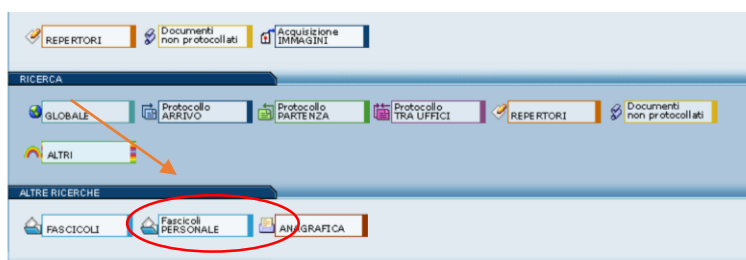 REPERTORI
Documenti
non protocollati
Acquisizione
IMMAGINI
RICERCA
GLOBALE
Protocollo
ARRIVO
Protocollo
PARTENZA
Protocollo
TRA UFFICI
REPERTORI
Documenti
non protocollati
ALTRI
ALTRE RICERCHE
FASCICOLI
Fascicoli
PERSONALE
ANAGRAFICA